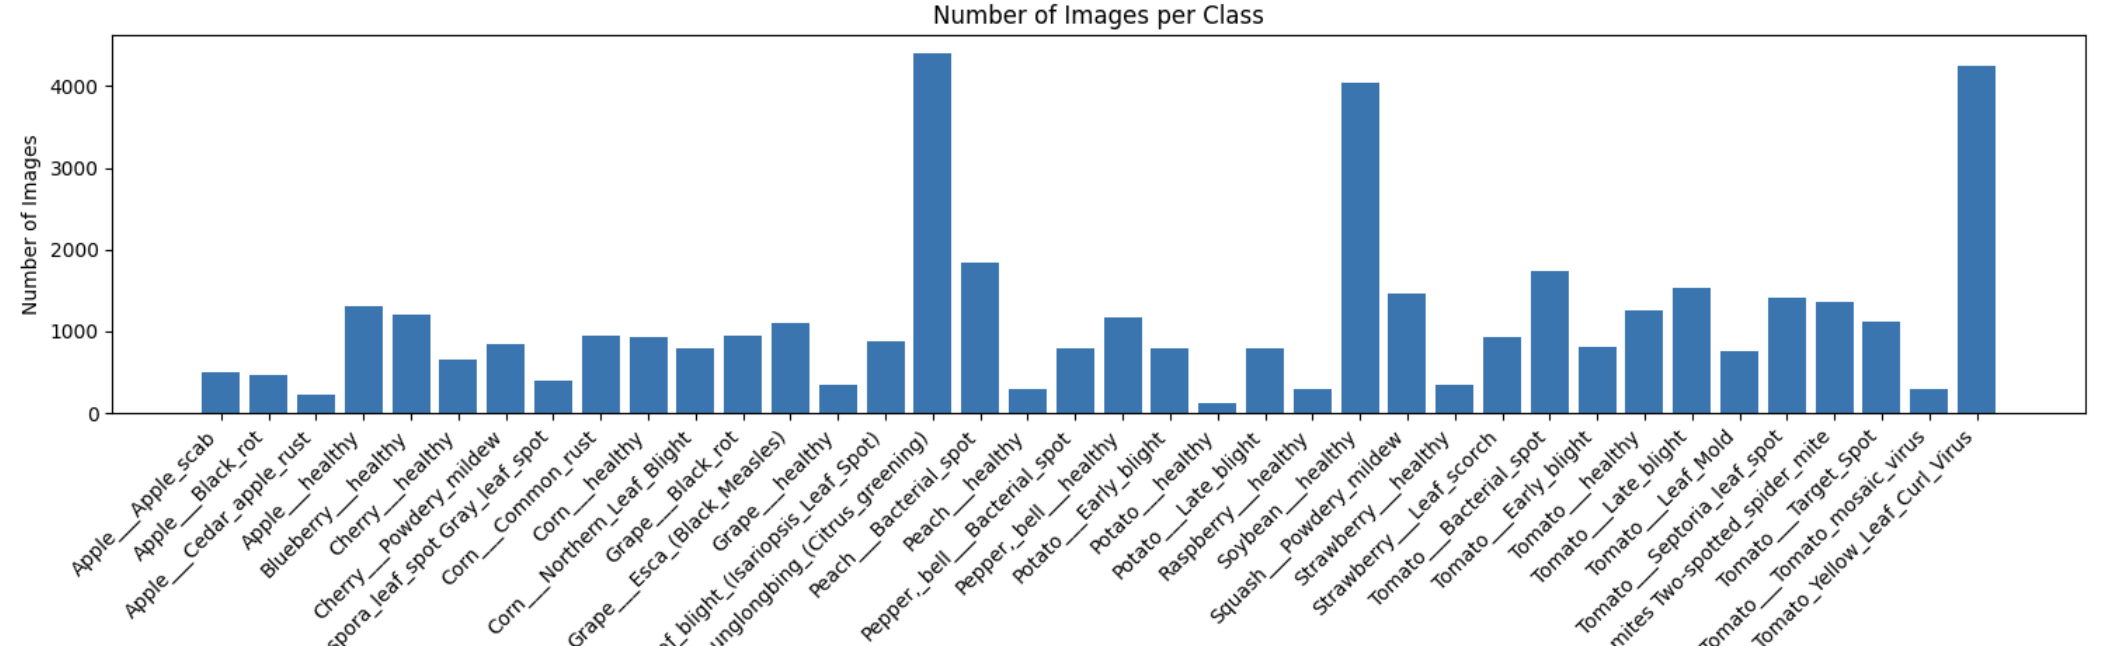 Number of Images per Class
Number of Images
4000
3000
2000
1000
0
Apple___Apple_scab
Apple___Black_rot
Apple___Cedar_apple_rust
Apple___healthy
Blueberry___healthy
Cherry___healthy
Cherry___Powdery_mildew
spora_leaf_spot Gray_leaf_spot
Corn___Common_rust
Corn___healthy
Corn___Northern_Leaf_Blight
Grape___Black_rot
Grape___Esca_(Black_Measles)
Grape___healthy
af_blight_(Isariopsis_Leaf_Spot)
unglongbing_(Citrus_greening)
Peach___Bacterial_spot
Peach___healthy
Pepper,_bell___Bacterial_spot
Pepper,_bell___healthy
Potato___Early_blight
Potato___healthy
Potato___Late_blight
Raspberry___healthy
Soybean___healthy
Squash___Powdery_mildew
Strawberry___healthy
Strawberry___Leaf_scorch
Tomato___Bacterial_spot
Tomato___Early_blight
Tomato___healthy
Tomato___Late_blight
Tomato___Leaf_Mold
Tomato___Septoria_leaf_spot
mites Two-spotted_spider_mite
Tomato___Target_Spot
Tomato___Tomato_mosaic_virus
Tomato_Yellow_Leaf_Curl_Virus